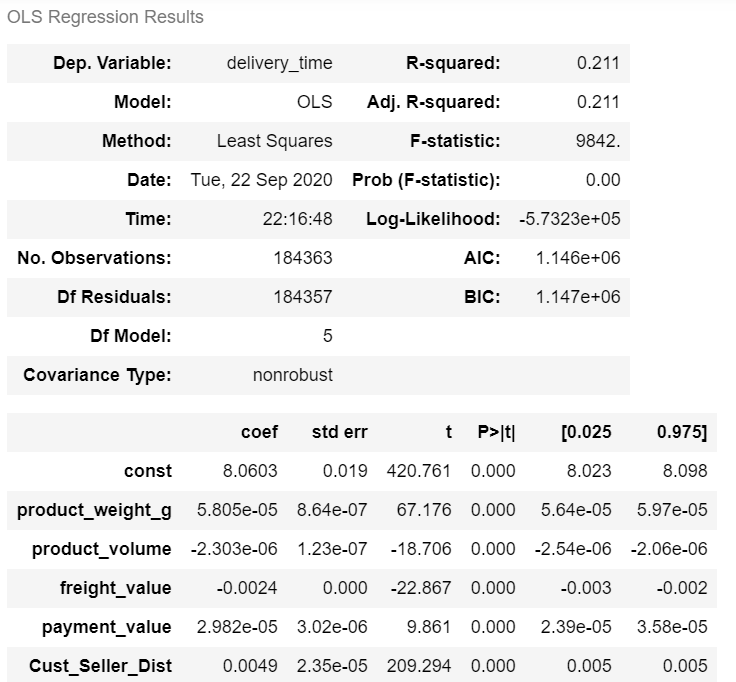 OLS Regression Results
Dep. Variable: delivery_time R-squared: 0.211
Model: OLS Adj. R-squared: 0.211
Method: Least Squares F-statistic: 9842.
Date: Tue, 22 Sep 2020 Prob (F-statistic): 0.00
Time: 22:16:48 Log-Likelihood: -5.7323e+05
No. Observations: 184363 AIC: 1.146e+06
Df Residuals: 184357 BIC: 1.147e+06
Df Model: 5
Covariance Type: nonrobust
coef std err t P>|t| [0.025 0.975]
const 8.0603 0.019 420.761 0.000 8.023 8.098
product_weight_g 5.805e-05 8.64e-07 67.176 0.000 5.64e-05 5.97e-05
product_volume -2.303e-06 1.23e-07 -18.706 0.000 -2.54e-06 -2.06e-06
freight_value -0.0024 0.000 -22.867 0.000 -0.003 -0.002
payment_value 2.982e-05 3.02e-06 9.861 0.000 2.39e-05 3.58e-05
Cust_Seller_Dist 0.0049 2.35e-05 209.294 0.000 0.005 0.005